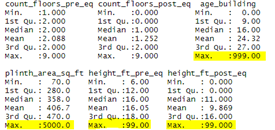 count_floors_pre_eq count_floors_post_eq age_building
Min. :1.000 Min. :0.000 Min. : 0.00
1st Qu.:2.000 1st Qu.:0.000 1st Qu.: 9.00
Median :2.000 Median :1.000 Median : 16.00
Mean :2.088 Mean :1.252 Mean : 24.32
3rd Qu.:2.000 3rd Qu.:2.000 3rd Qu.: 27.00
Max. :9.000 Max. :9.000 Max. :999.00
plinth_area_sq_ft height_ft_pre_eq height_ft_post_eq
Min. : 70.0 Min. : 6.00 Min. : 0.000
1st Qu.: 280.0 1st Qu.:12.00 1st Qu.: 0.000
Median : 358.0 Median :16.00 Median :11.000
Mean : 406.7 Mean :16.05 Mean : 9.869
3rd Qu.: 470.0 3rd Qu.:18.00 3rd Qu.:16.000
Max. :5000.0 Max. :99.00 Max. :99.000